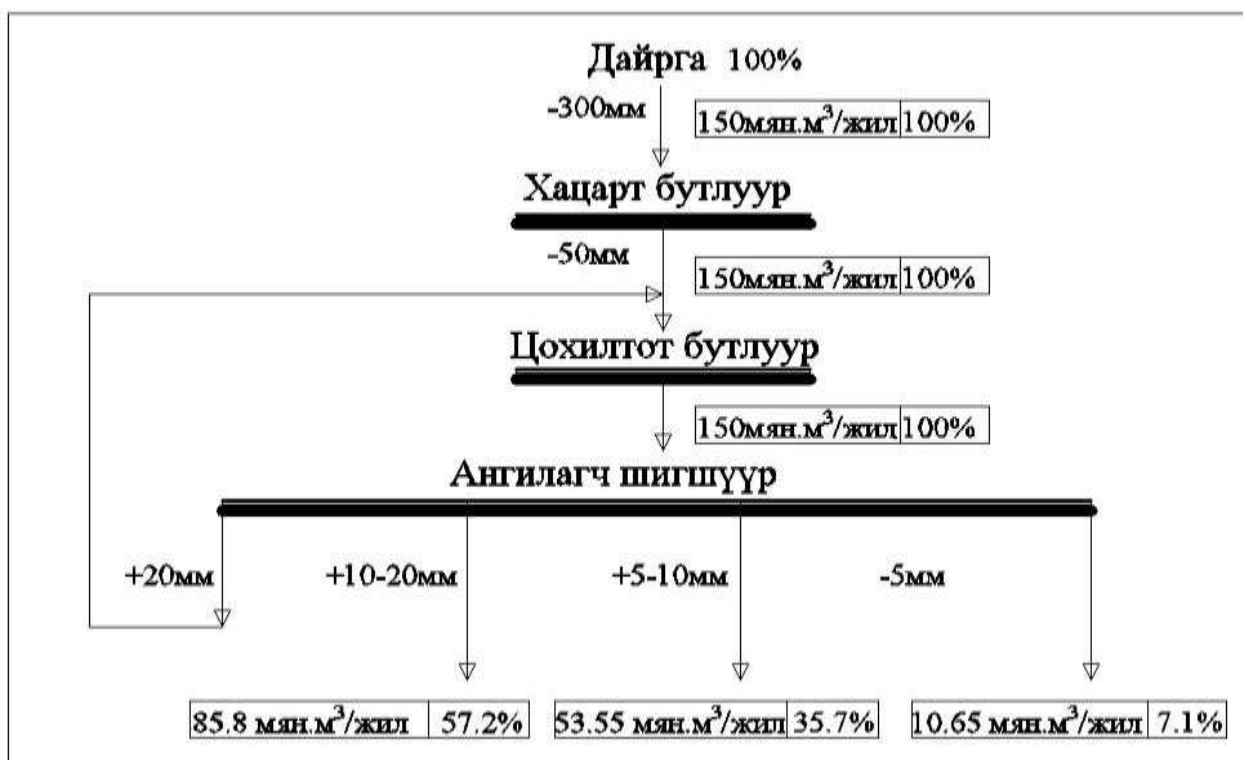 Дайрга 100%
-300мм
150мян.м³/жил 100%
Хацарт бутлуур
-50мм
150мян.м³/жил 100%
Цохилтот бутлуур
150мян.м³/жил 100%
Ангилагч шигшүүр
+20мм +10-20мм +5-10мм -5мм
85.8 мян.м³/жил 57.2% 53.55 мян.м³/жил 35.7% 10.65 мян.м³/жил 7.1%